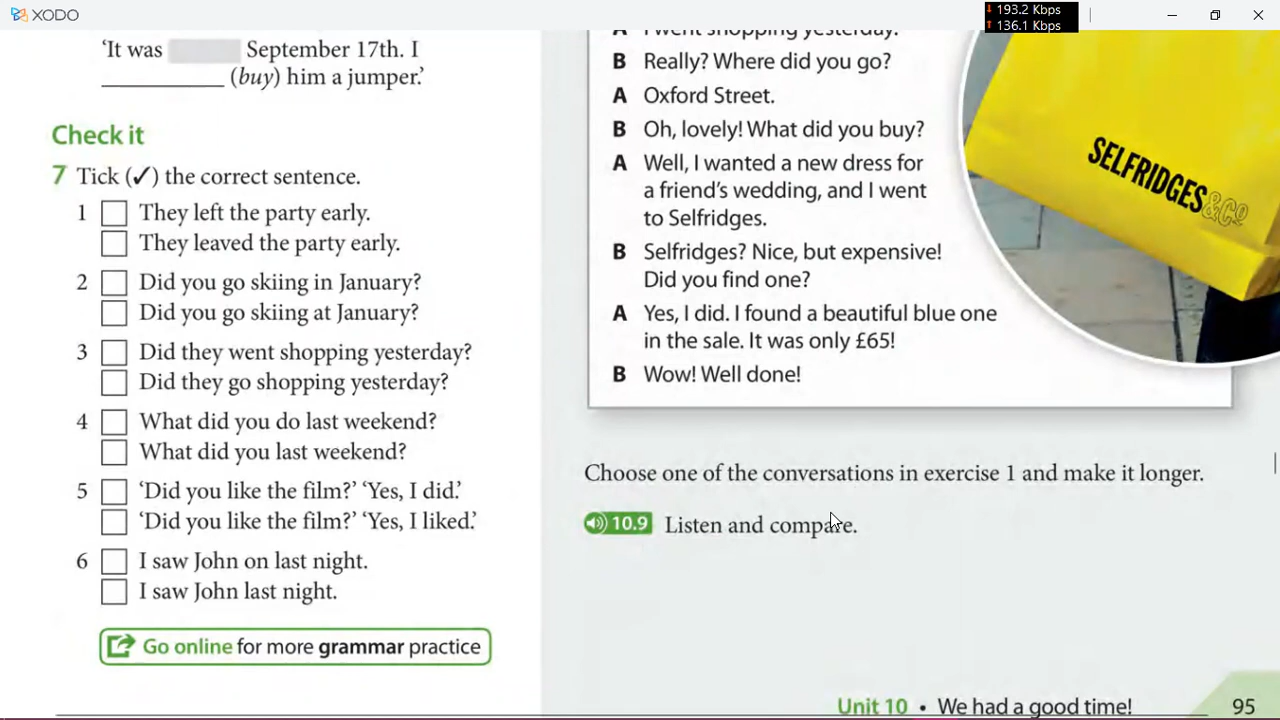 XODO
↓ 193.2 Kbps
↑ 136.1 Kbps
‘It was September 17th. I
____________ (buy) him a jumper.’
Check it
7 Tick (✓) the correct sentence.
1 They left the party early.
They leaved the party early.
2 Did you go skiing in January?
Did you go skiing at January?
3 Did they went shopping yesterday?
Did they go shopping yesterday?
4 What did you do last weekend?
What did you last weekend?
5 ‘Did you like the film?’ ‘Yes, I did.’
‘Did you like the film?’ ‘Yes, I liked.’
6 I saw John on last night.
I saw John last night.
Go online for more grammar practice
A I went shopping yesterday.
B Really? Where did you go?
A Oxford Street.
B Oh, lovely! What did you buy?
A Well, I wanted a new dress for
a friend’s wedding, and I went
to Selfridges.
B Selfridges? Nice, but expensive!
Did you find one?
A Yes, I did. I found a beautiful blue one
in the sale. It was only £65!
B Wow! Well done!
SELFRIDGES&CO
Choose one of the conversations in exercise 1 and make it longer.
10.9 Listen and compare.
Unit 10 • We had a good time! 95